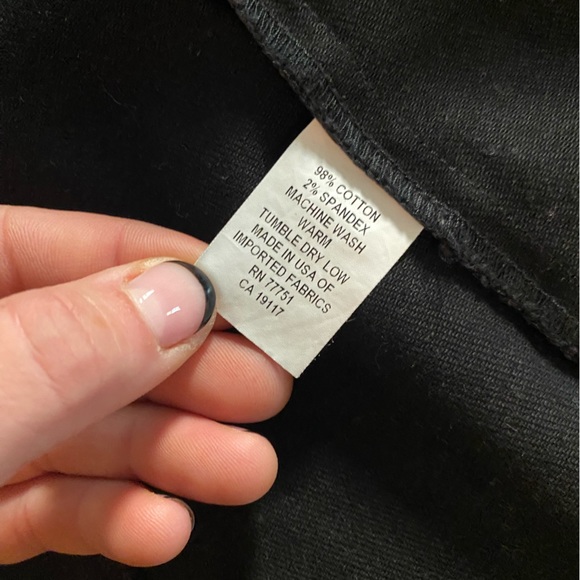 98% COTTON
2% SPANDEX
MACHINE WASH
WARM
TUMBLE DRY LOW
MADE IN USA OF
IMPORTED FABRICS
RN 77751
CA 19117